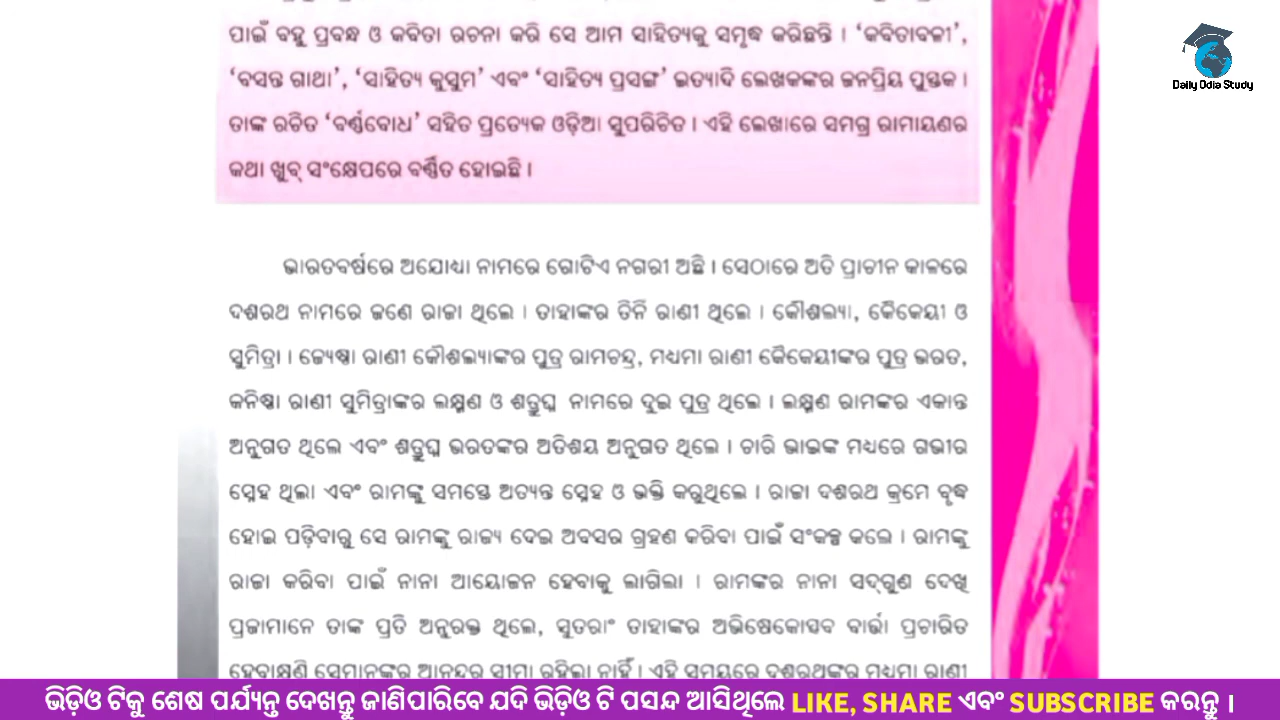 ପାଇଁ ବହୁ ପ୍ରବନ୍ଧ ଓ କବିତା ରଚନା କରି ସେ ଆମ ସାହିତ୍ୟକୁ ସମୃଦ୍ଧ କରିଛନ୍ତି । ‘କବିତାବଳୀ’,
‘ବସନ୍ତ ଗାଥା’, ‘ସାହିତ୍ୟ କୁସୁମ’ ଏବଂ ‘ସାହିତ୍ୟ ପ୍ରସଙ୍ଗ’ ଇତ୍ୟାଦି ଲେଖକଙ୍କର ଜନପ୍ରିୟ ପୁସ୍ତକ ।
ତାଙ୍କ ରଚିତ ‘ବର୍ଣ୍ଣବୋଧ’ ସହିତ ପ୍ରତ୍ୟେକ ଓଡ଼ିଆ ସୁପରିଚିତ । ଏହି ଲେଖାରେ ସମଗ୍ର ରାମାୟଣର
କଥା ଖୁବ୍ ସଂକ୍ଷେପରେ ବର୍ଣ୍ଣିତ ହୋଇଛି ।
ଭାରତବର୍ଷରେ ଅଯୋଧ୍ୟା ନାମରେ ଗୋଟିଏ ନଗରୀ ଅଛି । ସେଠାରେ ଅତି ପ୍ରାଚୀନ କାଳରେ
ଦଶରଥ ନାମରେ ଜଣେ ରାଜା ଥିଲେ । ତାହାଙ୍କର ତିନି ରାଣୀ ଥିଲେ । କୌଶଲ୍ୟା, କୈକେୟୀ ଓ
ସୁମିତ୍ରା । ଜ୍ୟେଷ୍ଠା ରାଣୀ କୌଶଲ୍ୟାଙ୍କର ପୁତ୍ର ରାମଚନ୍ଦ୍ର, ମଧ୍ୟମା ରାଣୀ କୈକେୟୀଙ୍କର ପୁତ୍ର ଭରତ,
କନିଷ୍ଠା ରାଣୀ ସୁମିତ୍ରାଙ୍କର ଲକ୍ଷ୍ମଣ ଓ ଶତ୍ରୁଘ୍ନ ନାମରେ ଦୁଇ ପୁତ୍ର ଥିଲେ । ଲକ୍ଷ୍ମଣ ରାମଙ୍କର ଏକାନ୍ତ
ଅନୁଗତ ଥିଲେ ଏବଂ ଶତ୍ରୁଘ୍ନ ଭରତଙ୍କର ଅତିଶୟ ଅନୁଗତ ଥିଲେ । ଚାରି ଭାଇଙ୍କ ମଧ୍ୟରେ ଗଭୀର
ସ୍ନେହ ଥିଲା ଏବଂ ରାମଙ୍କୁ ସମସ୍ତେ ଅତ୍ୟନ୍ତ ସ୍ନେହ ଓ ଭକ୍ତି କରୁଥିଲେ । ରାଜା ଦଶରଥ କ୍ରମେ ବୃଦ୍ଧ
ହୋଇ ପଡ଼ିବାରୁ ସେ ରାମଙ୍କୁ ରାଜ୍ୟ ଦେଇ ଅବସର ଗ୍ରହଣ କରିବା ପାଇଁ ସଂକଳ୍ପ କଲେ । ରାମଙ୍କୁ
ରାଜା କରିବା ପାଇଁ ନାନା ଆୟୋଜନ ହେବାକୁ ଲାଗିଲା । ରାମଙ୍କର ନାନା ସଦ୍‌ଗୁଣ ଦେଖି
ପ୍ରଜାମାନେ ତାଙ୍କ ପ୍ରତି ଅନୁରକ୍ତ ଥିଲେ, ସୁତରାଂ ତାହାଙ୍କର ଅଭିଷେକୋତ୍ସବ ବାର୍ତ୍ତା ପ୍ରଚାରିତ
ହେବାକ୍ଷଣି ସେମାନଙ୍କର ଆନନ୍ଦର ସୀମା ରହିଲା ନାହିଁ । ଏହି ସମୟରେ ଦଶରଥଙ୍କର ମଧ୍ୟମା ରାଣୀ
Daily Odia Study
ଭିଡ଼ିଓ ଟିକୁ ଶେଷ ପର୍ଯ୍ୟନ୍ତ ଦେଖନ୍ତୁ ଜାଣିପାରିବେ ଯଦି ଭିଡ଼ିଓ ଟି ପସନ୍ଦ ଆସିଥିଲେ LIKE, SHARE ଏବଂ SUBSCRIBE କରନ୍ତୁ ।